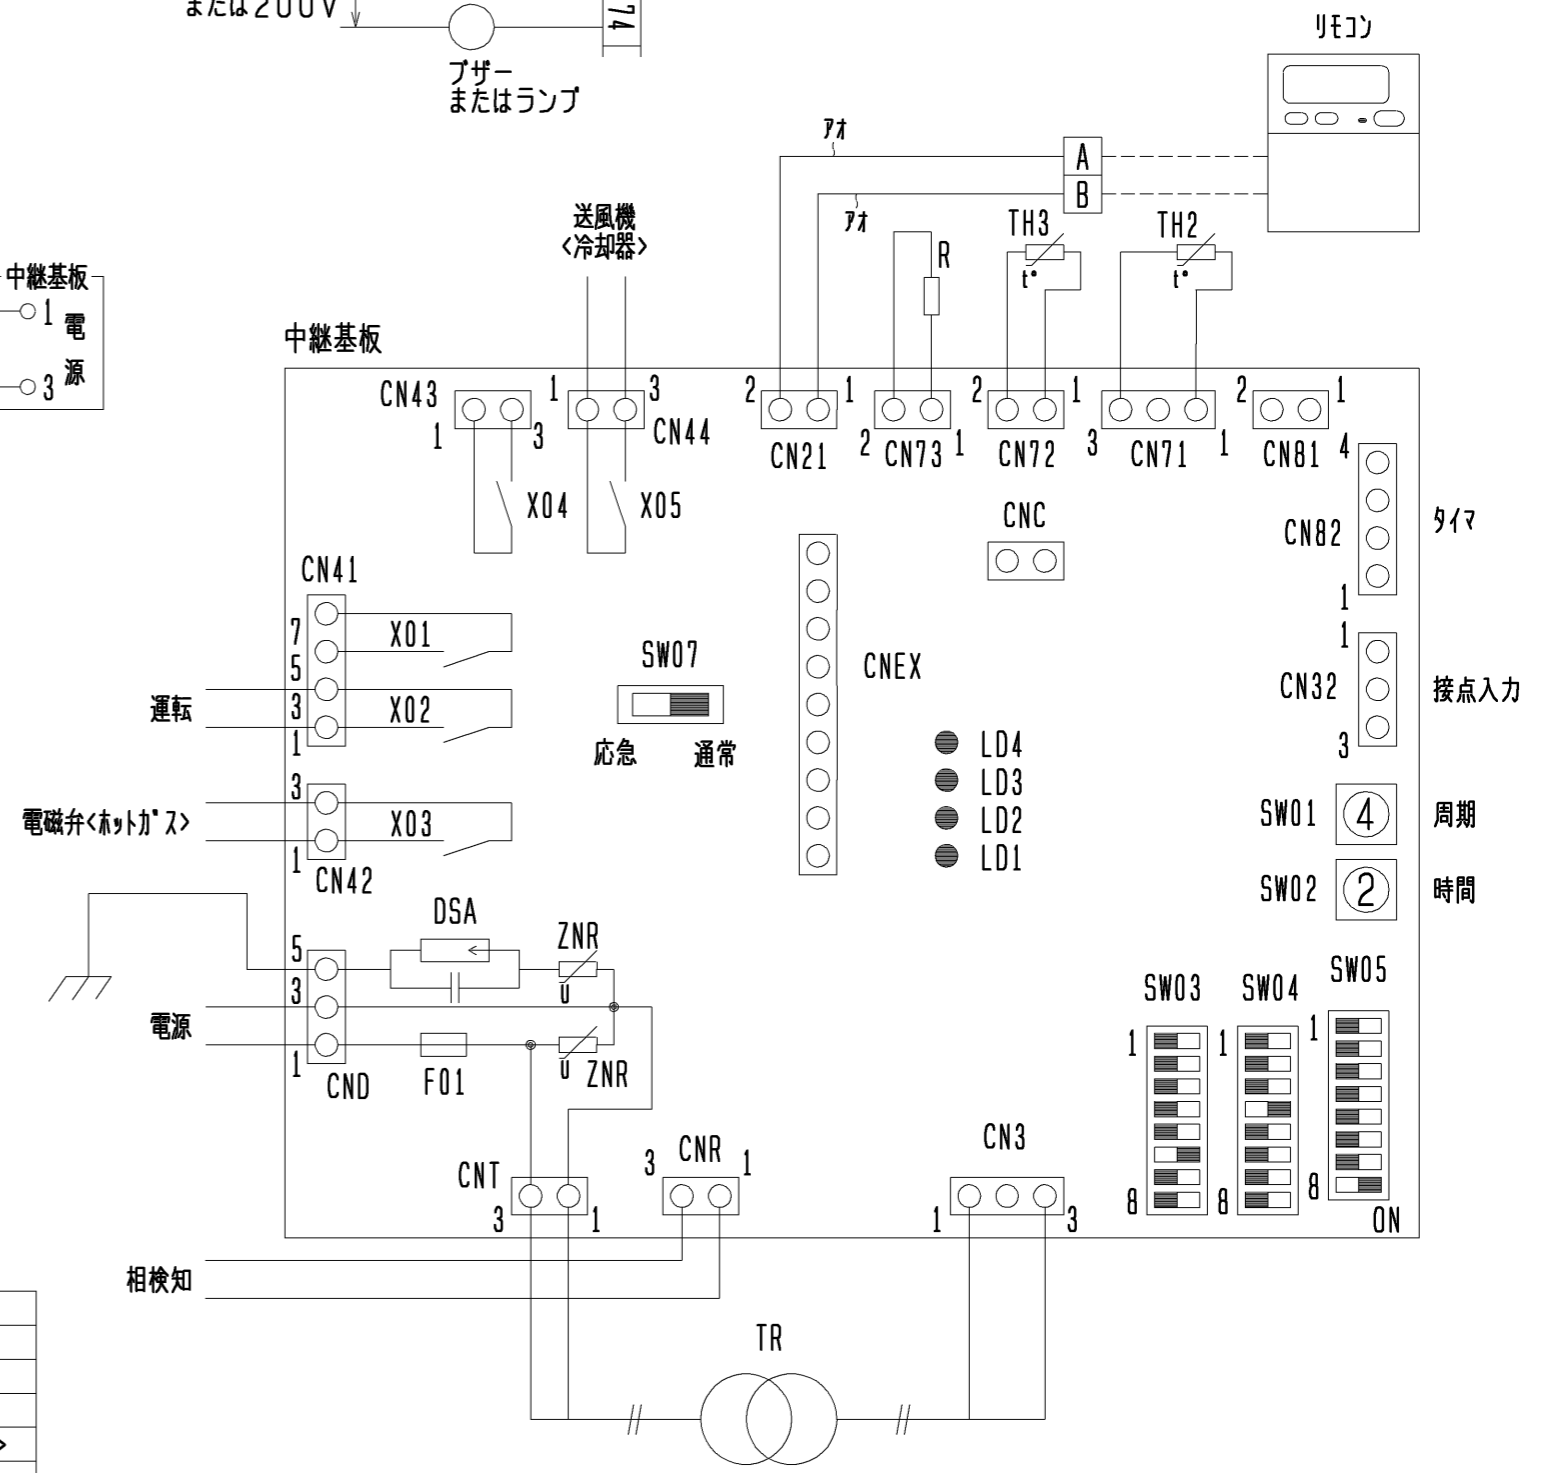 または200V
74
ブザー
またはランプ
リモコン
アオ
A
B
アオ
送風機
<冷却器>
TH3
t°
TH2
t°
R
中継基板
1 電
3 源
中継基板
CN43
1
3
1
3
CN44
2
1
CN21
2
CN73
1
2
1
CN72
3
CN71
1
2
1
CN81
4
CN82
1
タイマ
X04
X05
CNC
CN41
7
5
3
1
X01
X02
運転
SW07
応急
通常
CNEX
1
CN32
3
接点入力
LD4
LD3
LD2
LD1
電磁弁<ホットガス>
3
1
X03
CN42
SW01
4
周期
SW02
2
時間
DSA
ZNR
u
5
3
1
電源
CND
F01
u
ZNR
SW03
1
8
SW04
1
8
SW05
1
8
ON
CNT
3
1
3
CNR
1
CN3
1
3
相検知
TR
>